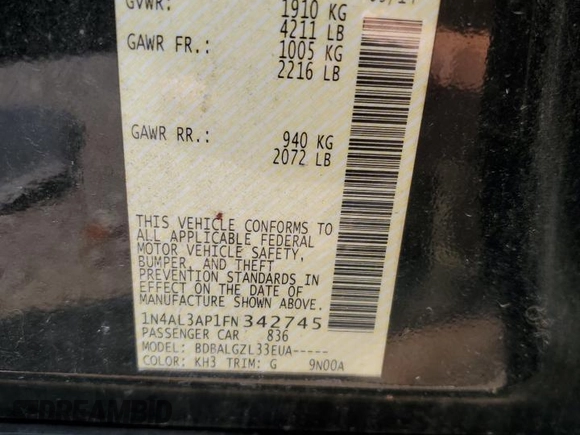 GVWR: 1910 KG
4211 LB
GAWR FR.: 1005 KG
2216 LB
GAWR RR.: 940 KG
2072 LB
THIS VEHICLE CONFORMS TO
ALL APPLICABLE FEDERAL
MOTOR VEHICLE SAFETY,
BUMPER, AND THEFT
PREVENTION STANDARDS IN
EFFECT ON THE DATE OF
MANUFACTURE SHOWN ABOVE.
1N4AL3AP1FN342745
PASSENGER CAR 836
MODEL: BDBALGZL33EUA-----
COLOR: KH3 TRIM: G 9N00A
DREAMBID